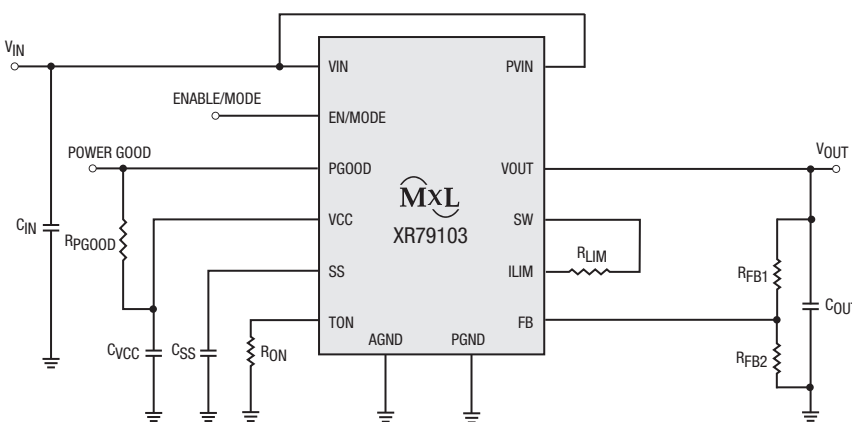 VIN
ENABLE/MODE
POWER GOOD
CIN
RPGOOD
CVCC
CSS
RON
VIN
EN/MODE
PGOOD
VCC
SS
TON
AGND
PGND
MxL
XR79103
PVIN
VOUT
SW
ILIM
FB
RLIM
VOUT
RFB1
RFB2
COUT